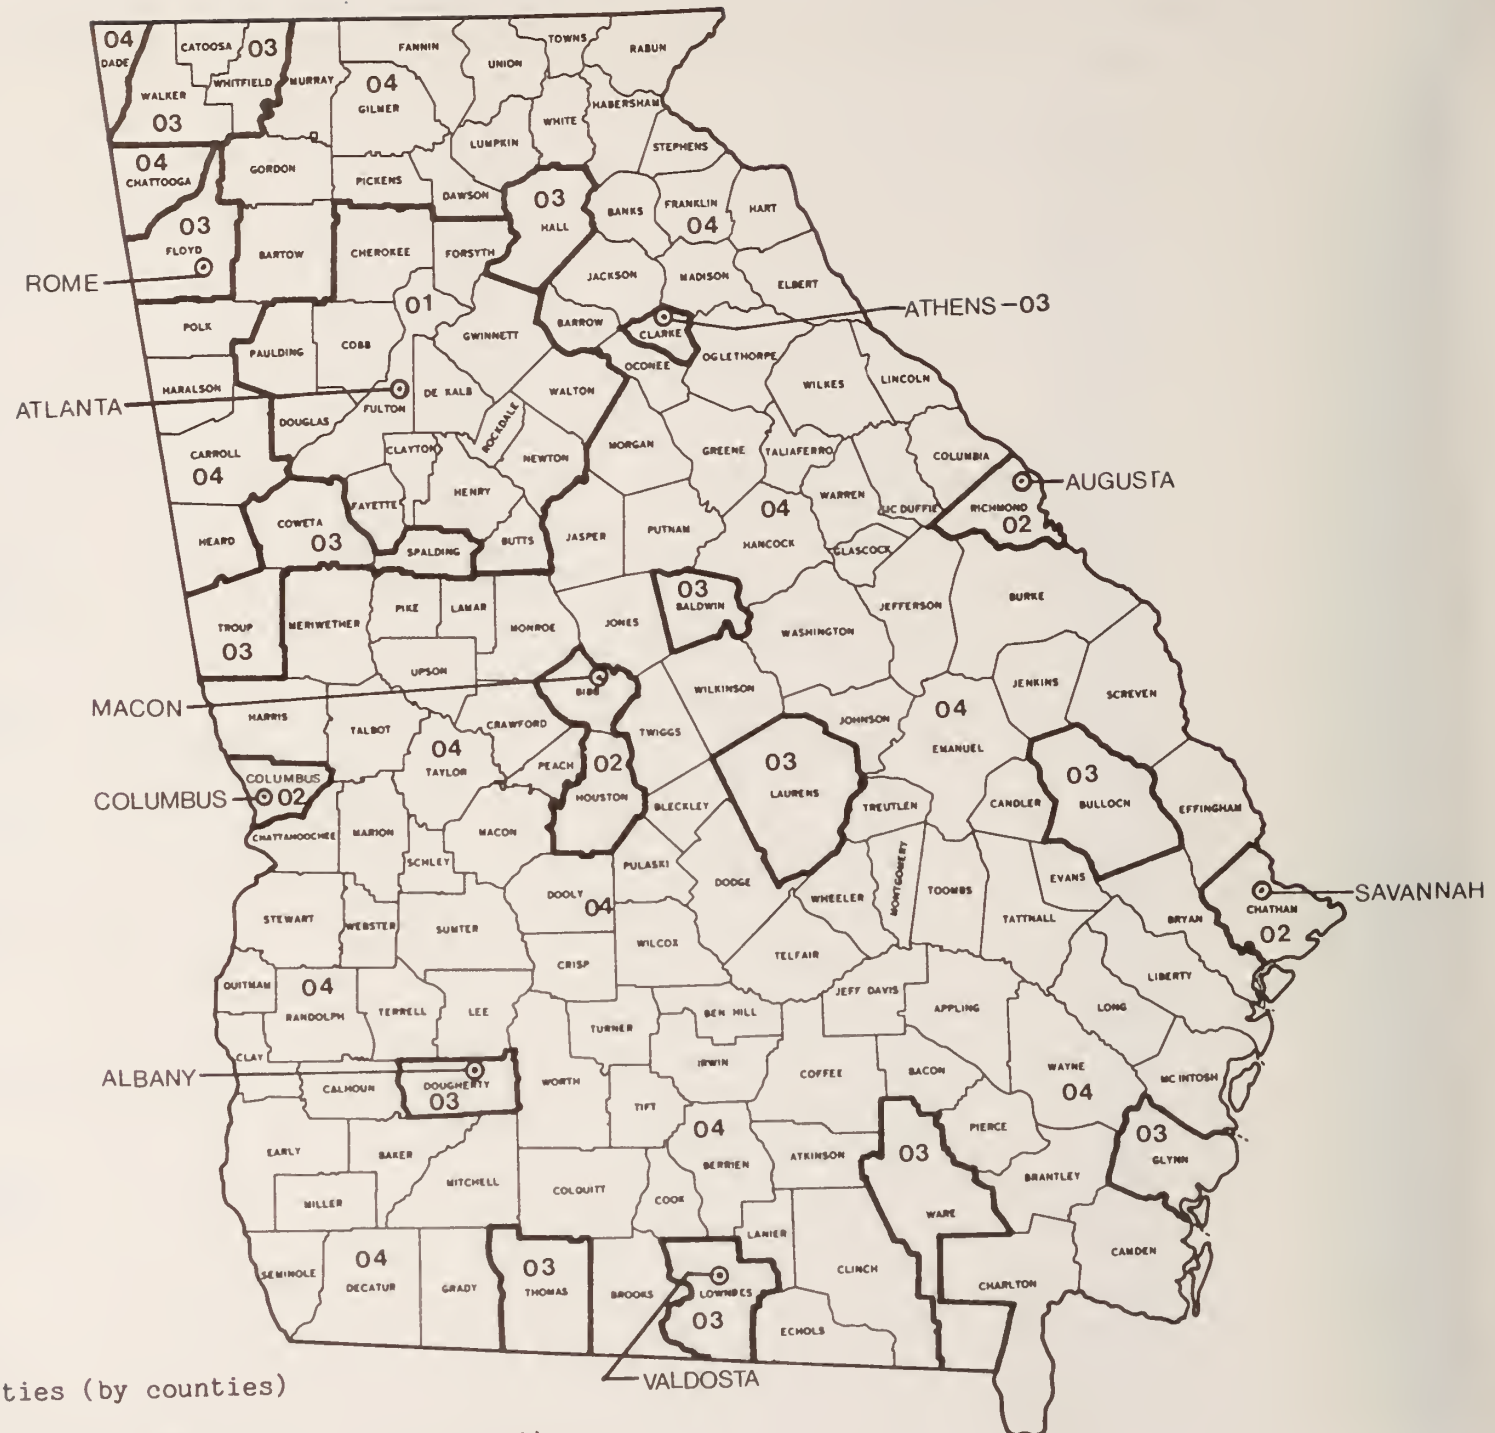 TOWNS
04
CATOOSA
03
FANNIN
RABUN
DADE
UNION
WHITFIELD
MURRAY
04
WALKER
GILMER
HABERSHAM
03
WHITE
LUMPKIN
STEPHENS
04
GORDON
CHATTOOGA
PICKENS
DAWSON
03
HALL
BANKS
FRANKLIN
04
HART
03
FLOYD
BARTOW
CHEROKEE
FORSYTH
JACKSON
MADISON
ELBERT
ROME
01
ATHENS-03
POLK
PAULDING
COBB
GWINNETT
BARROW
CLARKE
OCONEE
OGLETHORPE
HARALSON
DE KALB
WALTON
WILKES
LINCOLN
ATLANTA
FULTON
DOUGLAS
ROCKDALE
CARROLL
04
CLAYTON
NEWTON
MORGAN
GREENE
TALIAFERRO
COLUMBIA
AUGUSTA
HENRY
FAYETTE
WARREN
MC DUFFIE
RICHMOND
02
COWETA
03
HEARD
SPALDING
BUTTS
JASPER
PUTNAM
04
HANCOCK
GLASCOCK
03
BALDWIN
TROUP
03
MERIWETHER
PIKE
LAMAR
MONROE
JONES
WASHINGTON
JEFFERSON
BURKE
UPSON
MACON
BIBB
WILKINSON
JENKINS
SCREVEN
HARRIS
TALBOT
CRAWFORD
TWIGGS
JOHNSON
04
EMANUEL
04
TAYLOR
PEACH
02
HOUSTON
03
LAURENS
03
BULLOCH
EFFINGHAM
COLUMBUS
COLUMBUS
02
BLECKLEY
TREUTLEN
CANDLER
CHATTAHOOCHEE
MARION
MACON
SCHLEY
PULASKI
DODGE
MONTGOMERY
EVANS
DOOLY
04
WHEELER
TOOMBS
SAVANNAH
CHATHAM
02
STEWART
WEBSTER
SUMTER
WILCOX
TATTNALL
BRYAN
CRISP
TELFAIR
LIBERTY
QUITMAN
04
RANDOLPH
TERRELL
LEE
TURNER
BEN HILL
JEFF DAVIS
APPLING
LONG
CLAY
ALBANY
CALHOUN
DOUGHERTY
03
WORTH
IRWIN
COFFEE
BACON
WAYNE
04
MC INTOSH
TIFT
04
PIERCE
03
GLYNN
EARLY
BAKER
BERRIEN
ATKINSON
03
BRANTLEY
MILLER
MITCHELL
COLQUITT
COOK
WARE
LANIER
SEMINOLE
04
DECATUR
GRADY
03
THOMAS
BROOKS
LOWNDES
03
CLINCH
CHARLTON
CAMDEN
ECHOLS
VALDOSTA
ties (by counties)